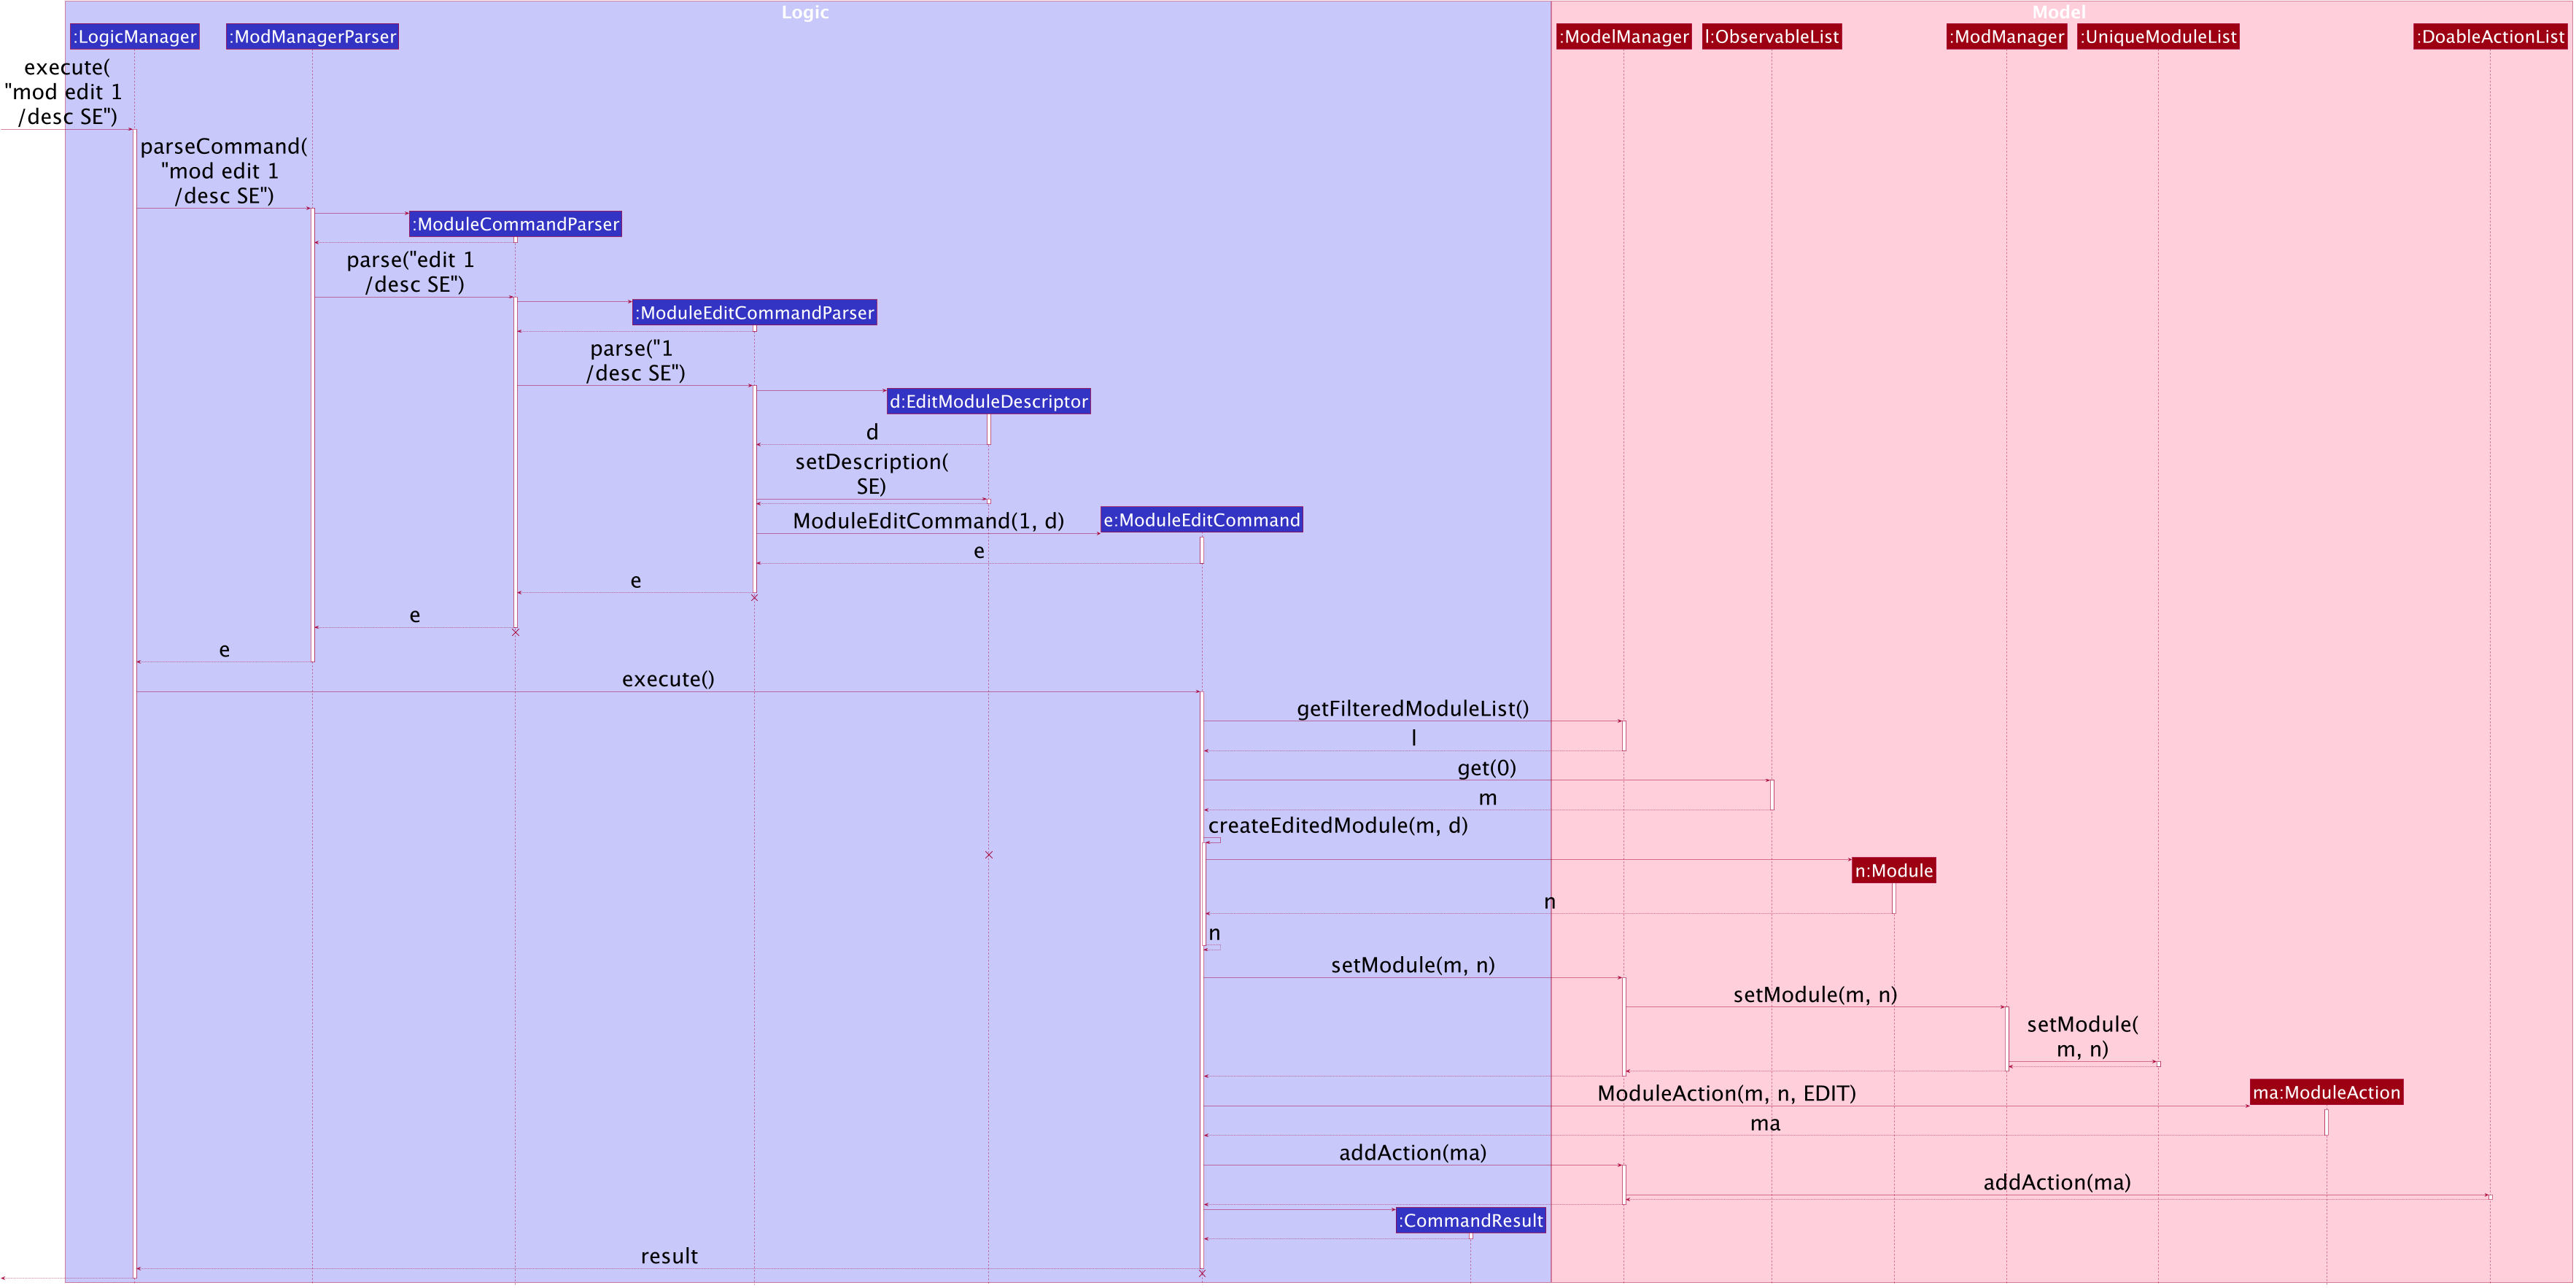 Logic
Model
:LogicManager
:ModManagerParser
:ModelManager
l:ObservableList
:ModManager
:UniqueModuleList
:DoableActionList
execute(
"mod edit 1
/desc SE")
parseCommand(
"mod edit 1
/desc SE")
:ModuleCommandParser
parse("edit 1
/desc SE")
:ModuleEditCommandParser
parse("1
/desc SE")
d:EditModuleDescriptor
d
setDescription(
SE)
e:ModuleEditCommand
ModuleEditCommand(1, d)
e
e
e
e
execute()
getFilteredModuleList()
l
get(0)
m
createEditedModule(m, d)
n:Module
n
n
setModule(m, n)
setModule(m, n)
setModule(
m, n)
ma:ModuleAction
ModuleAction(m, n, EDIT)
ma
addAction(ma)
addAction(ma)
:CommandResult
result